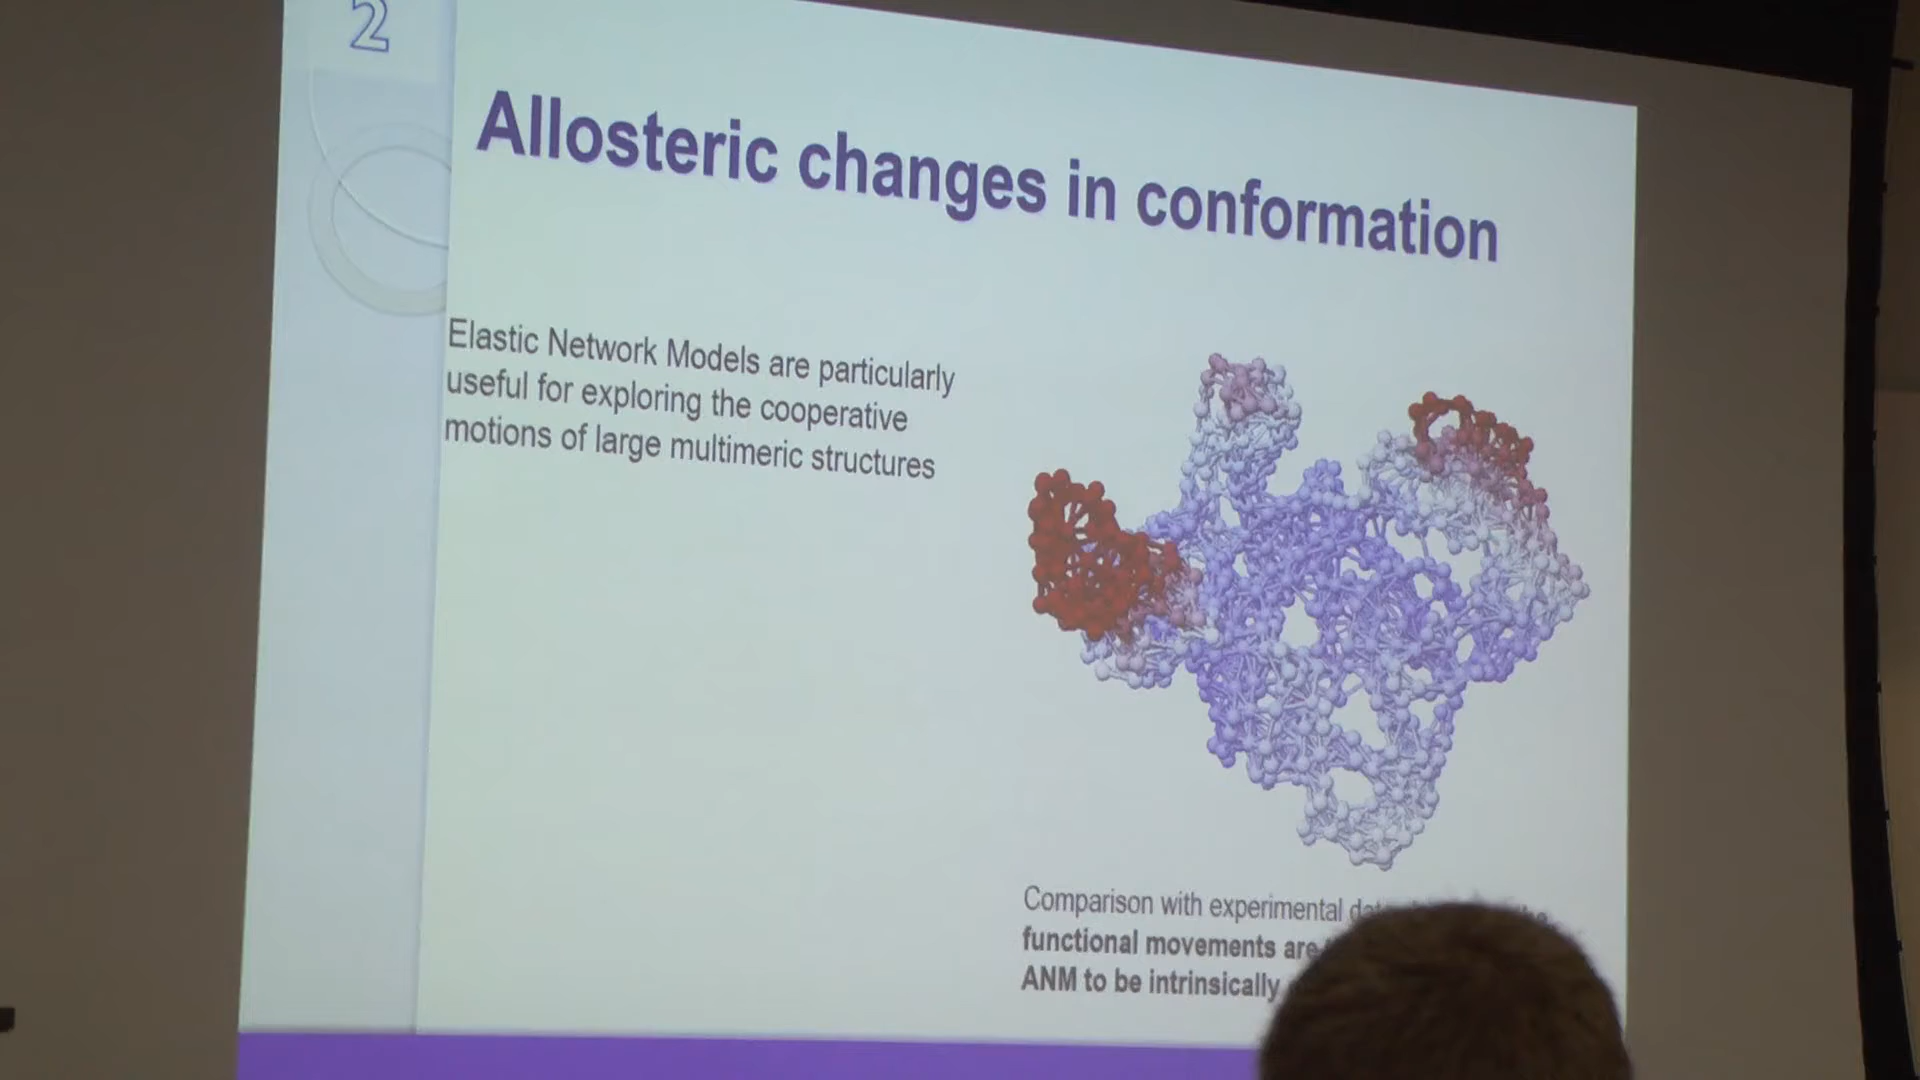 2
Allosteric changes in conformation
Elastic Network Models are particularly
useful for exploring the cooperative
motions of large multimeric structures
Comparison with experimental
functional movements are
ANM to be intrinsically